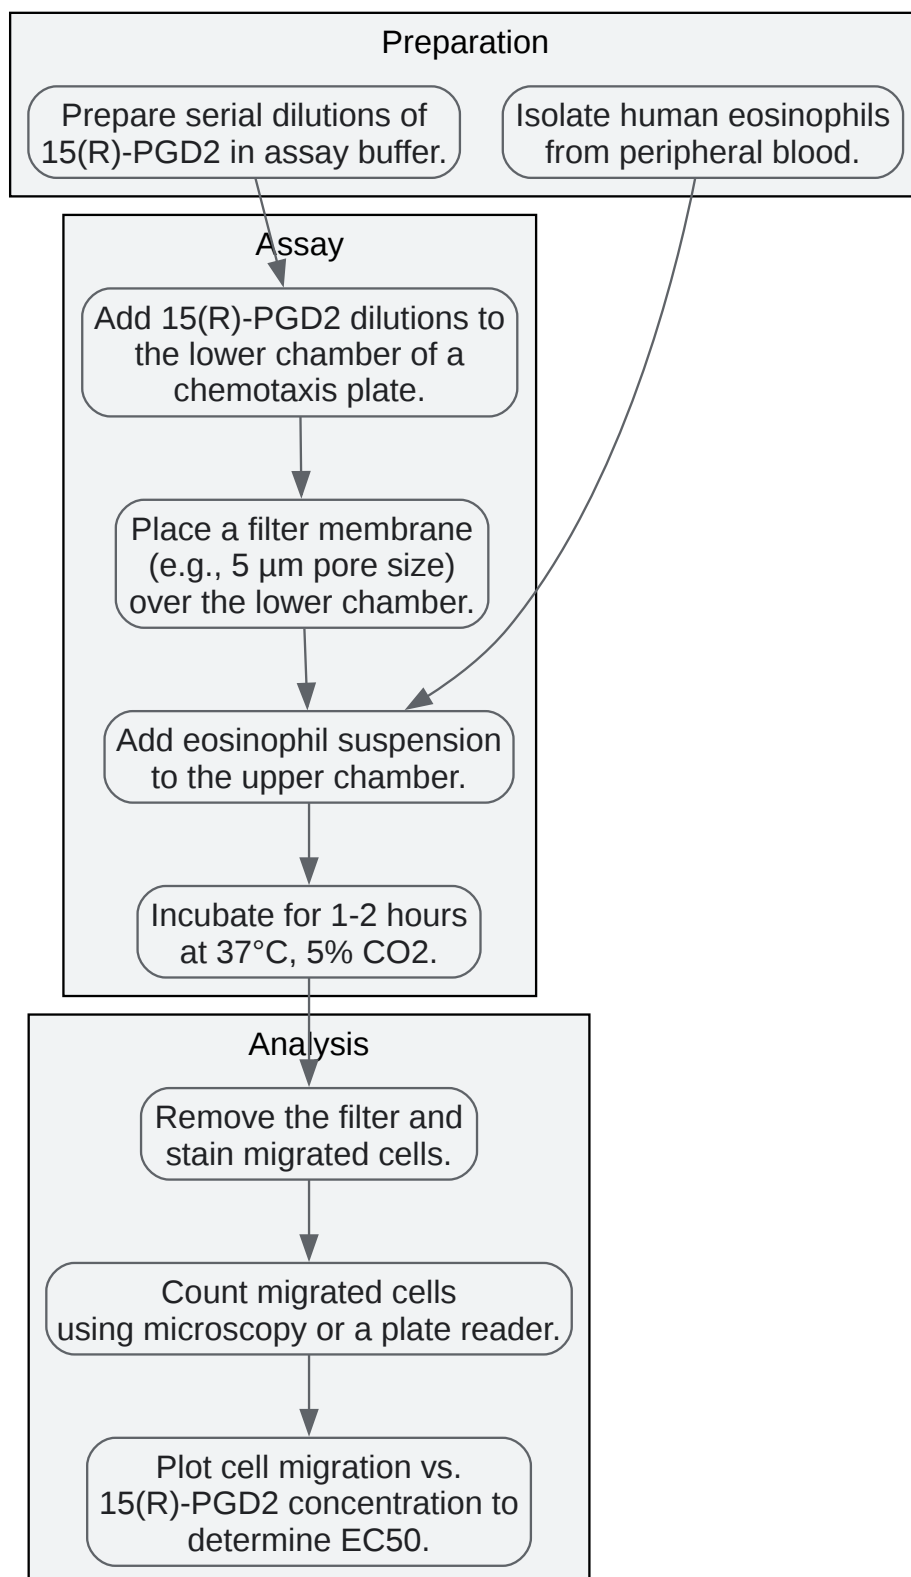 Preparation
Prepare serial dilutions of
15(R)-PGD2 in assay buffer.
Isolate human eosinophils
from peripheral blood.
Assay
Add 15(R)-PGD2 dilutions to
the lower chamber of a
chemotaxis plate.
Place a filter membrane
(e.g., 5 µm pore size)
over the lower chamber.
Add eosinophil suspension
to the upper chamber.
Incubate for 1-2 hours
at 37°C, 5% CO2.
Analysis
Remove the filter and
stain migrated cells.
Count migrated cells
using microscopy or a plate reader.
Plot cell migration vs.
15(R)-PGD2 concentration to
determine EC50.